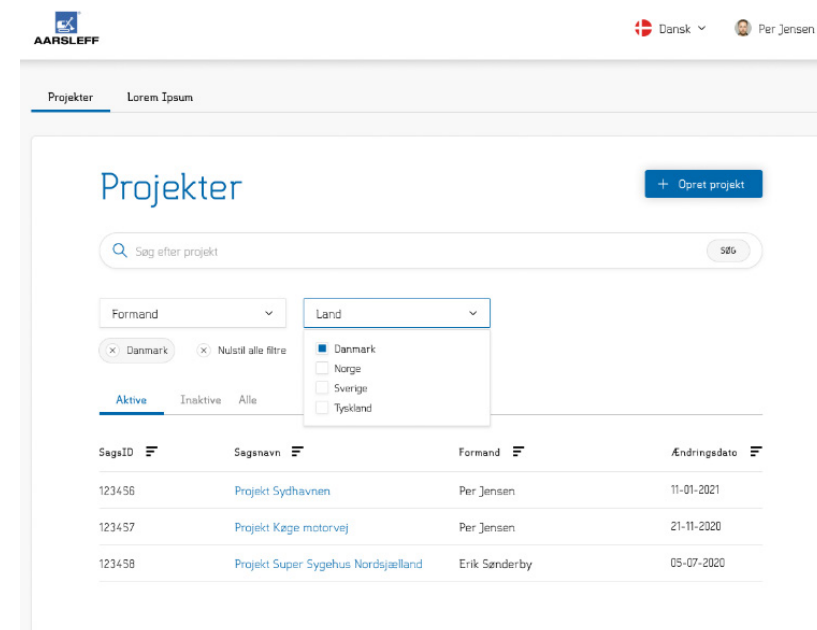 AARSLEFF
Dansk
Per Jensen
Projekter
Lorem Ipsum
Projekter
+ Opret projekt
Søg efter projekt
SØG
Formand
Land
Danmark
Nulstil alle filtre
Danmark
Norge
Sverige
Tyskland
Aktive
Inaktive
Alle
SagsID
Sagsnavn
Formand
Ændringsdato
123456
Projekt Sydhavnen
Per Jensen
11-01-2021
123457
Projekt Køge motorvej
Per Jensen
21-11-2020
123458
Projekt Super Sygehus Nordsjælland
Erik Sønderby
05-07-2020